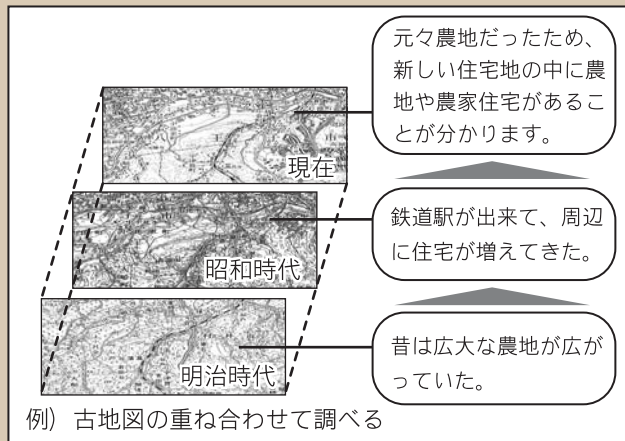 元々農地だったため、
新しい住宅地の中に農
地や農家住宅があるこ
とが分かります。
現在
鉄道駅が出来て、周辺
に住宅が増えてきた。
昭和時代
昔は広大な農地が広が
っていた。
明治時代
例）古地図の重ね合わせて調べる